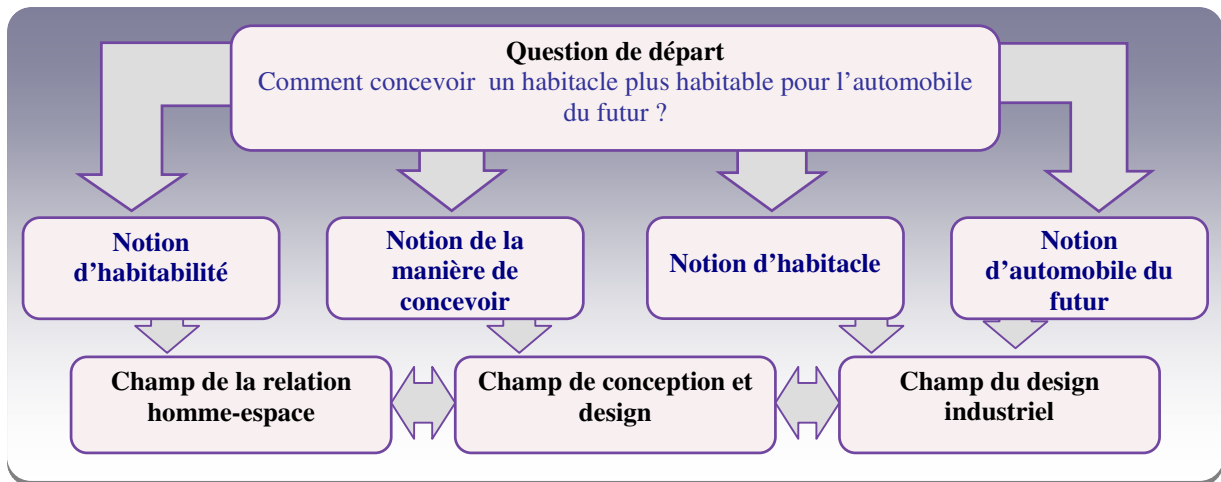 Question de départ
Comment concevoir un habitacle plus habitable pour l’automobile
du futur ?
Notion
d’habitabilité
Notion de la
manière de
concevoir
Notion d’habitacle
Notion
d’automobile du
futur
Champ de la relation
homme-espace
Champ de conception et
design
Champ du design
industriel